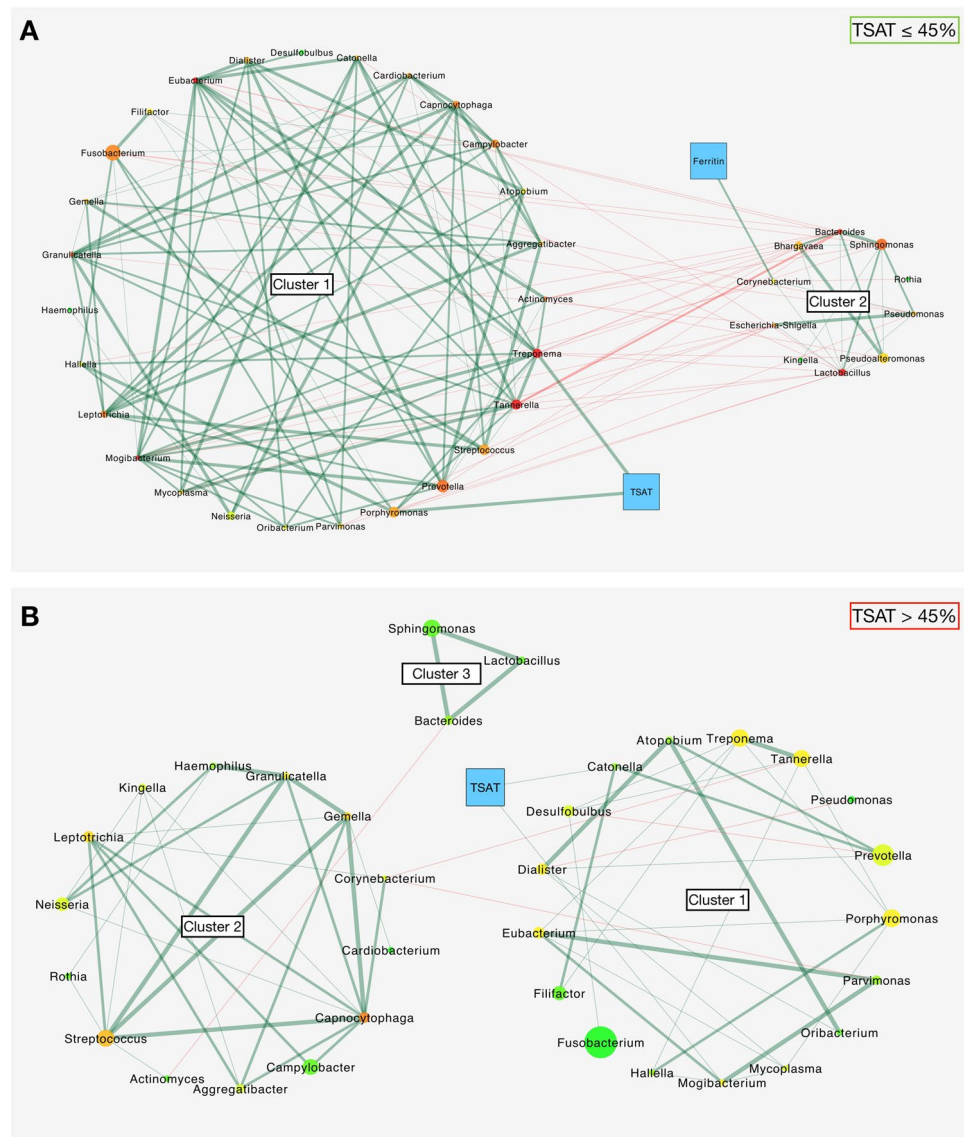 A
TSAT ≤ 45%
Desulfobulbus
Dialister
Catonella
Eubacterium
Cardiobacterium
Capnocytophaga
Filifactor
Campylobacter
Fusobacterium
Ferritin
Atopobium
Gemella
Bacteroides
Aggregatibacter
Bhargavaea
Sphingomonas
Granulicatella
Rothia
Corynebacterium
Cluster 1
Actinomyces
Cluster 2
Haemophilus
Pseudomonas
Escherichia-Shigella
Treponema
Kingella
Pseudoalteromonas
Hallella
Lactobacillus
Tannerella
Leptotrichia
Streptococcus
Mogibacterium
Prevotella
Mycoplasma
TSAT
Porphyromonas
Neisseria
Oribacterium
Parvimonas
B
TSAT > 45%
Sphingomonas
Lactobacillus
Cluster 3
Bacteroides
Atopobium
Treponema
Tannerella
Haemophilus
Granulicatella
Catonella
Kingella
TSAT
Pseudomonas
Desulfobulbus
Gemella
Leptotrichia
Prevotella
Dialister
Corynebacterium
Neisseria
Cluster 1
Porphyromonas
Cluster 2
Eubacterium
Cardiobacterium
Rothia
Parvimonas
Filifactor
Capnocytophaga
Streptococcus
Oribacterium
Fusobacterium
Campylobacter
Mycoplasma
Hallella
Actinomyces
Mogibacterium
Aggregatibacter